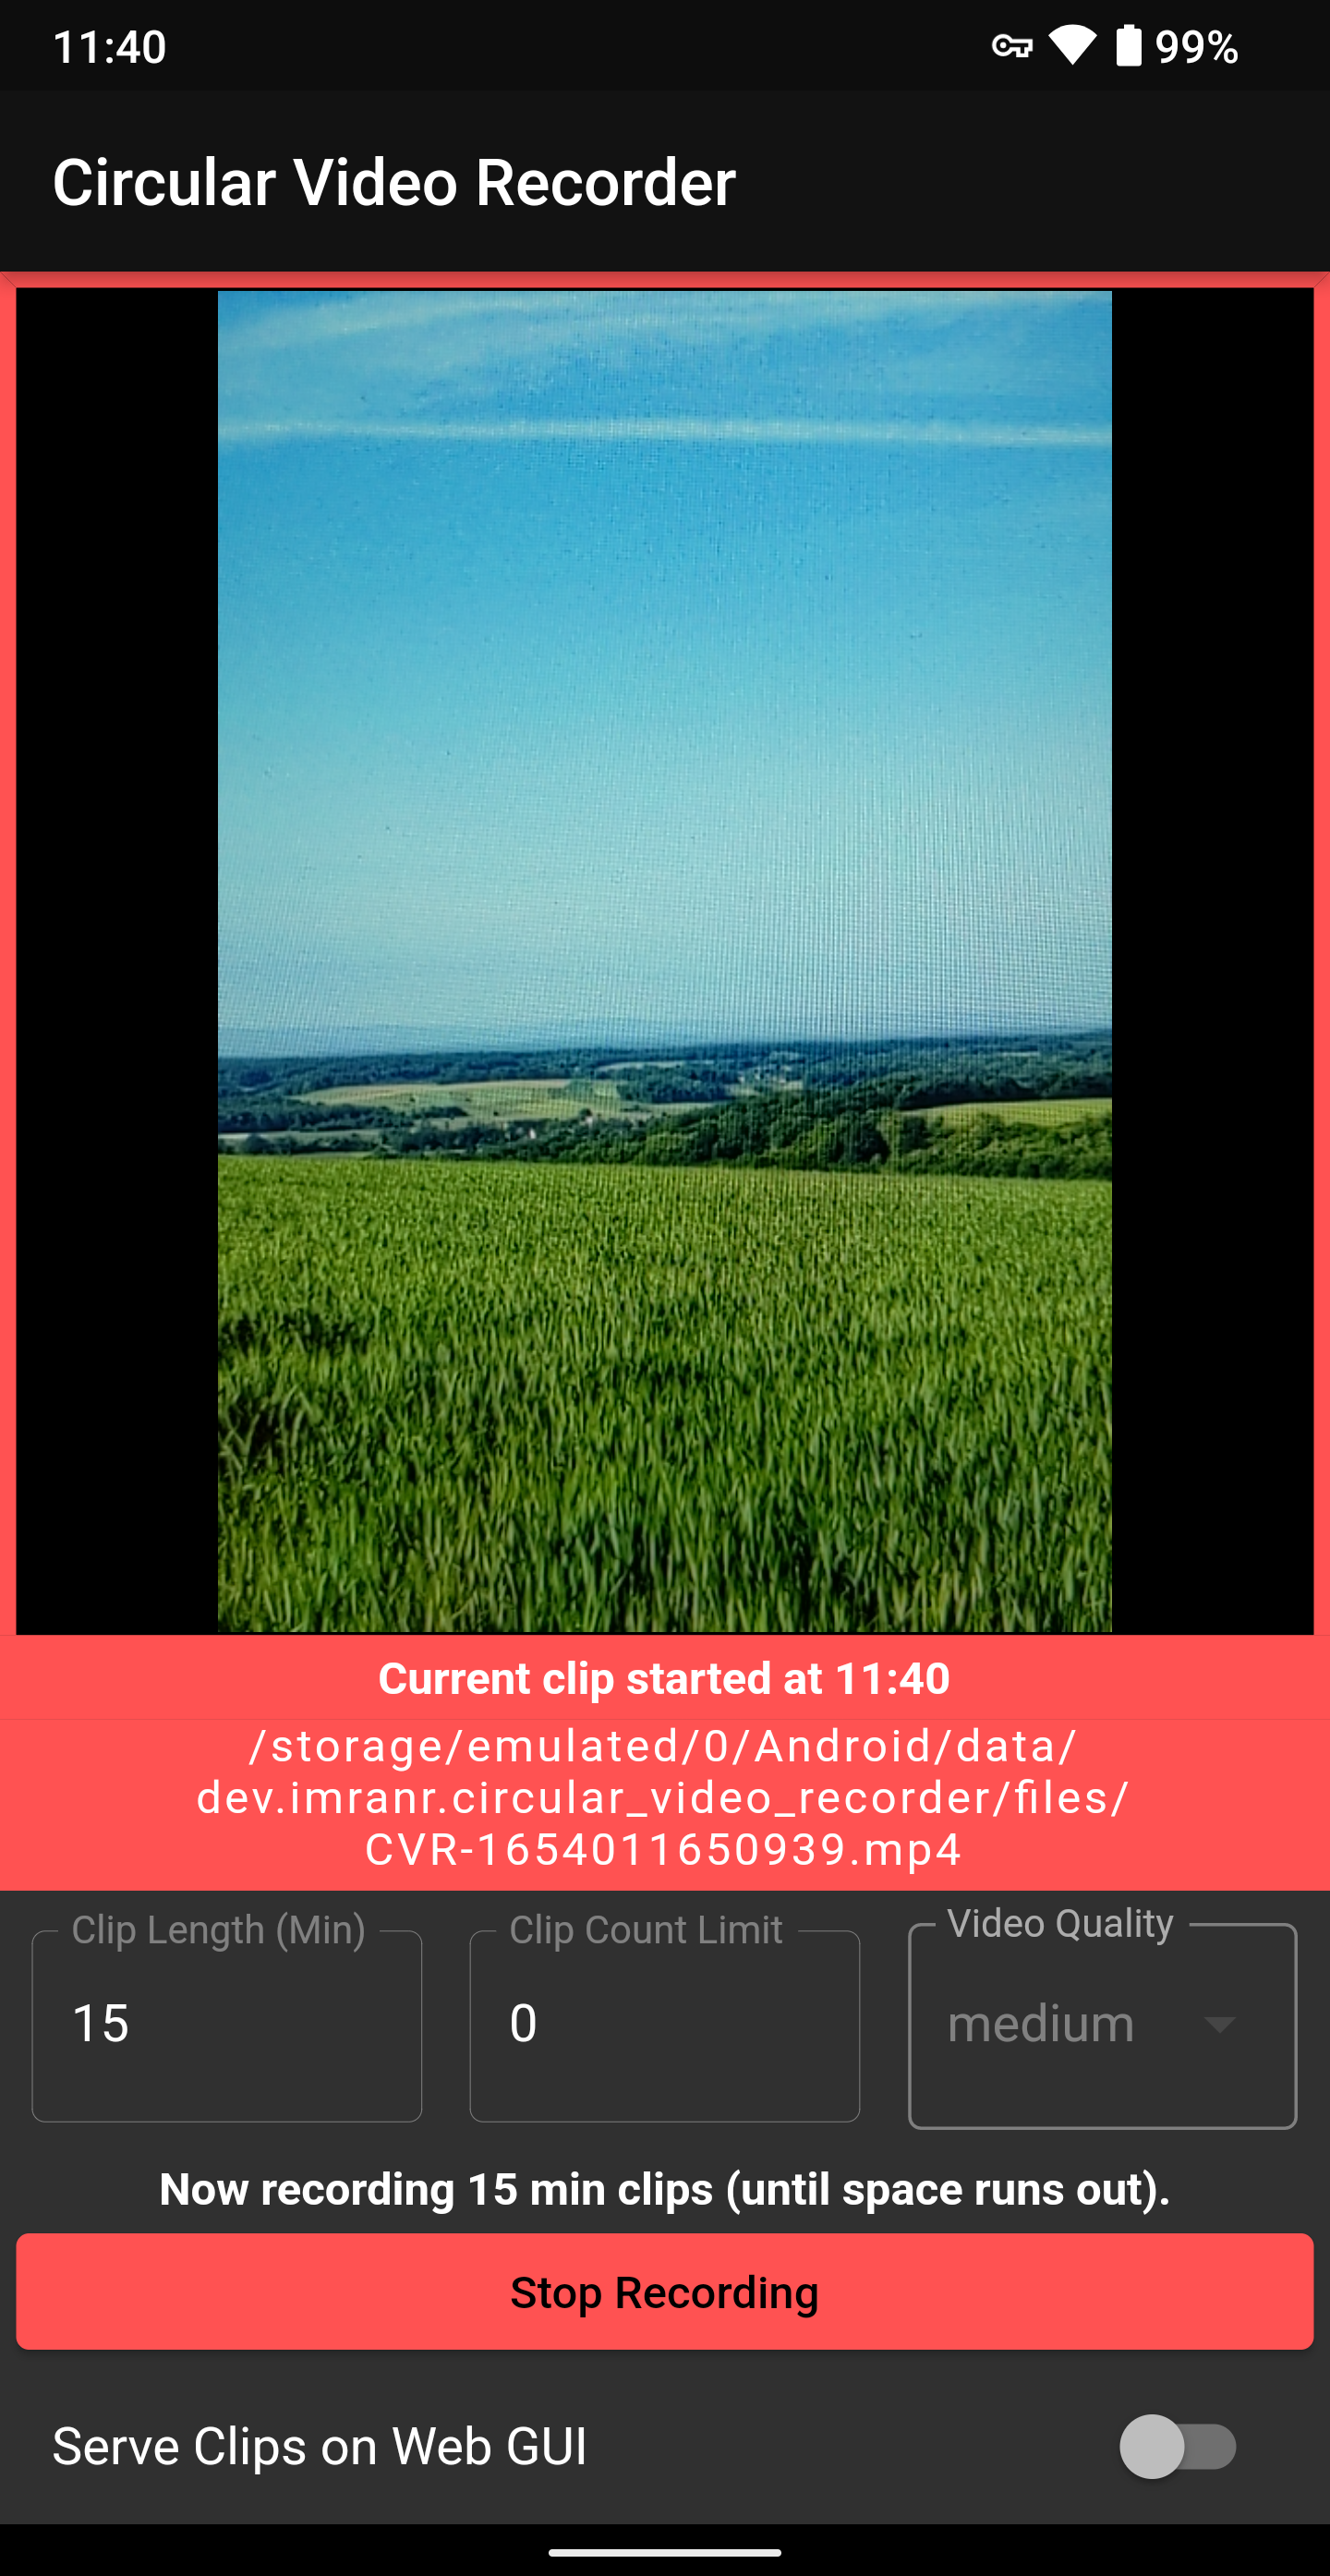 11:40
99%
Circular Video Recorder
Current clip started at 11:40
/storage/emulated/0/Android/data/
dev.imranr.circular_video_recorder/files/
CVR-1654011650939.mp4
Clip Length (Min)
Clip Count Limit
Video Quality
15
0
medium
Now recording 15 min clips (until space runs out).
Stop Recording
Serve Clips on Web GUI